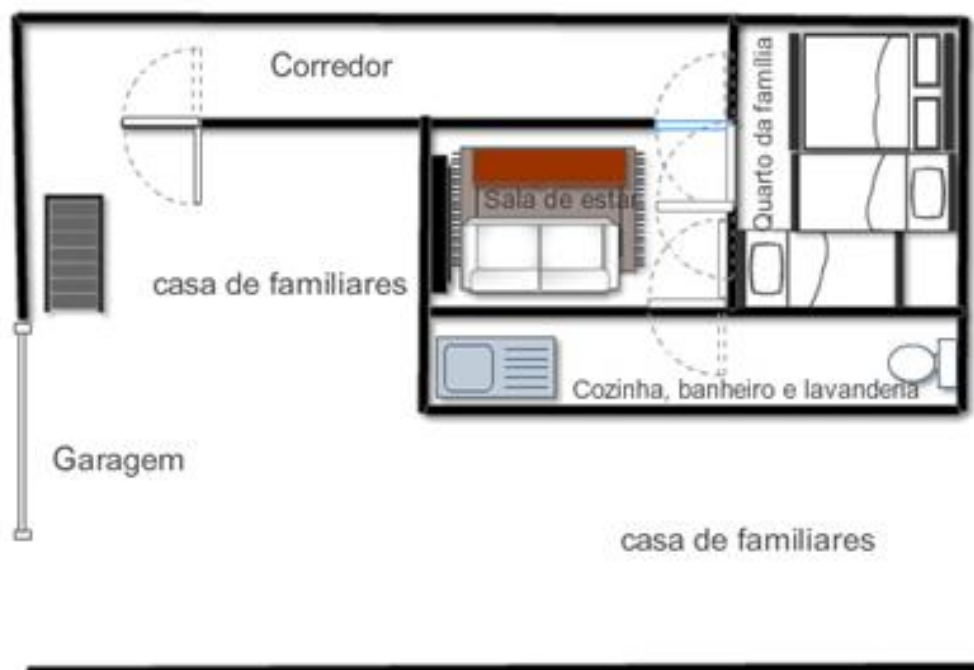 Corredor
Quarto da família
Sala de estar
casa de familiares
Cozinha, banheiro e lavanderia
Garagem
casa de familiares